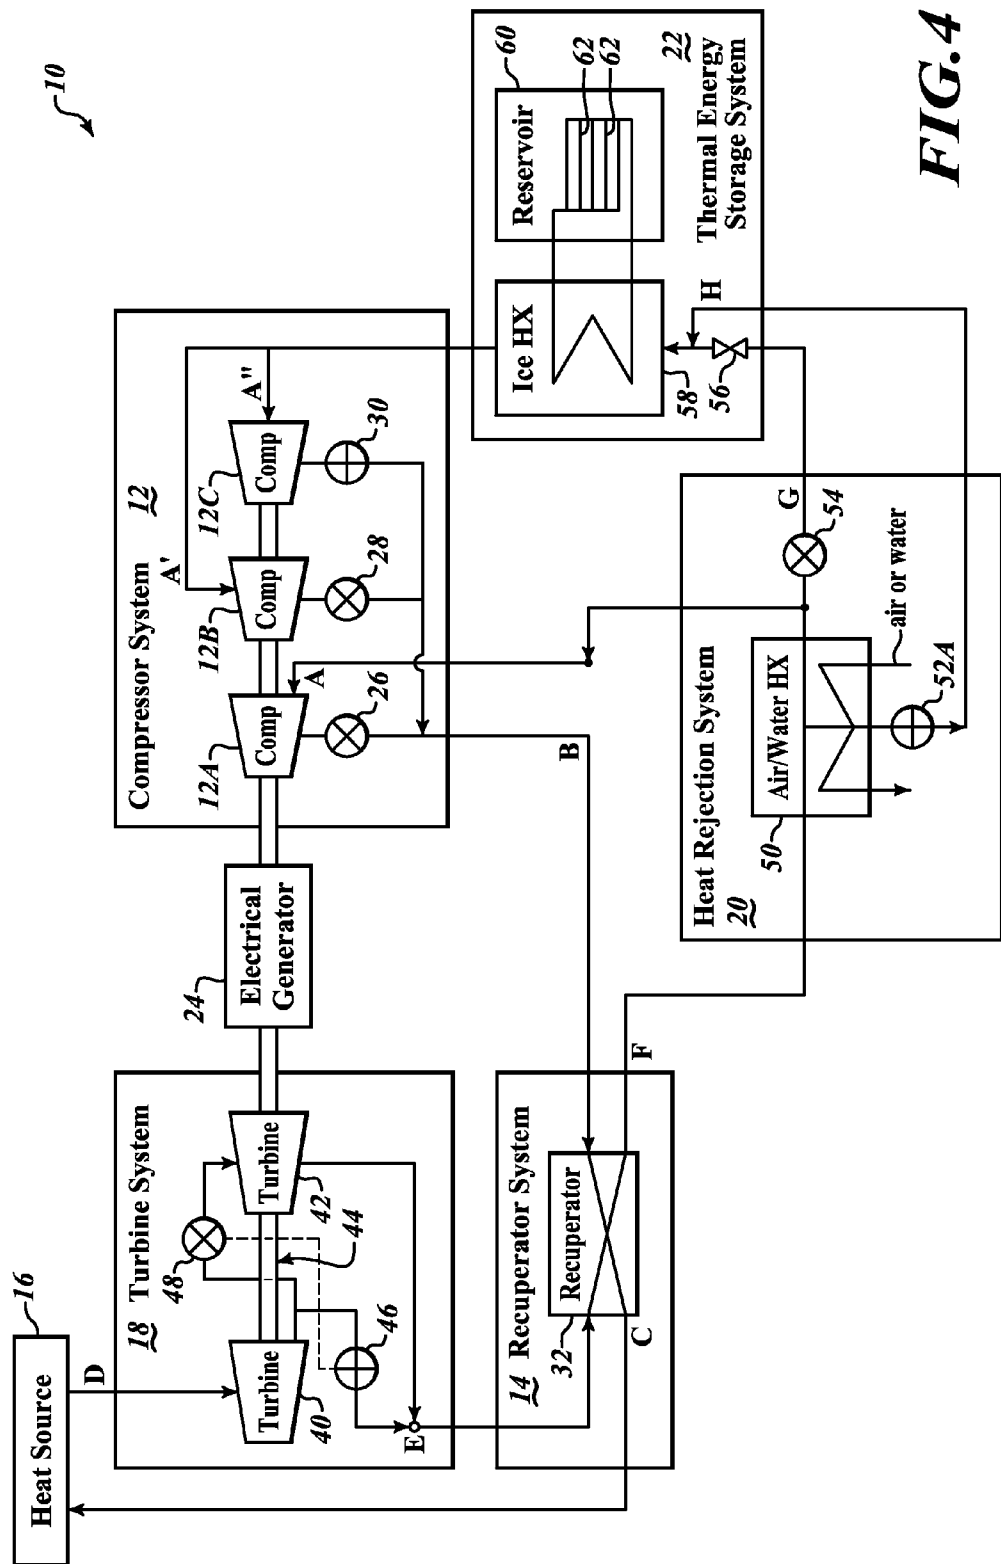 10
Heat Source
16
D
18 Turbine System
Turbine
40
Turbine
42
44
46
48
E
Electrical
Generator
24
Compressor System
12
Comp
12A
Comp
12B
Comp
12C
A
A'
A"
26
28
30
B
14 Recuperator System
Recuperator
32
C
F
Heat Rejection System
20
Air/Water HX
50
52A
air or water
54
G
H
Ice HX
58
56
Reservoir
60
62
62
22
Thermal Energy
Storage System
FIG.4